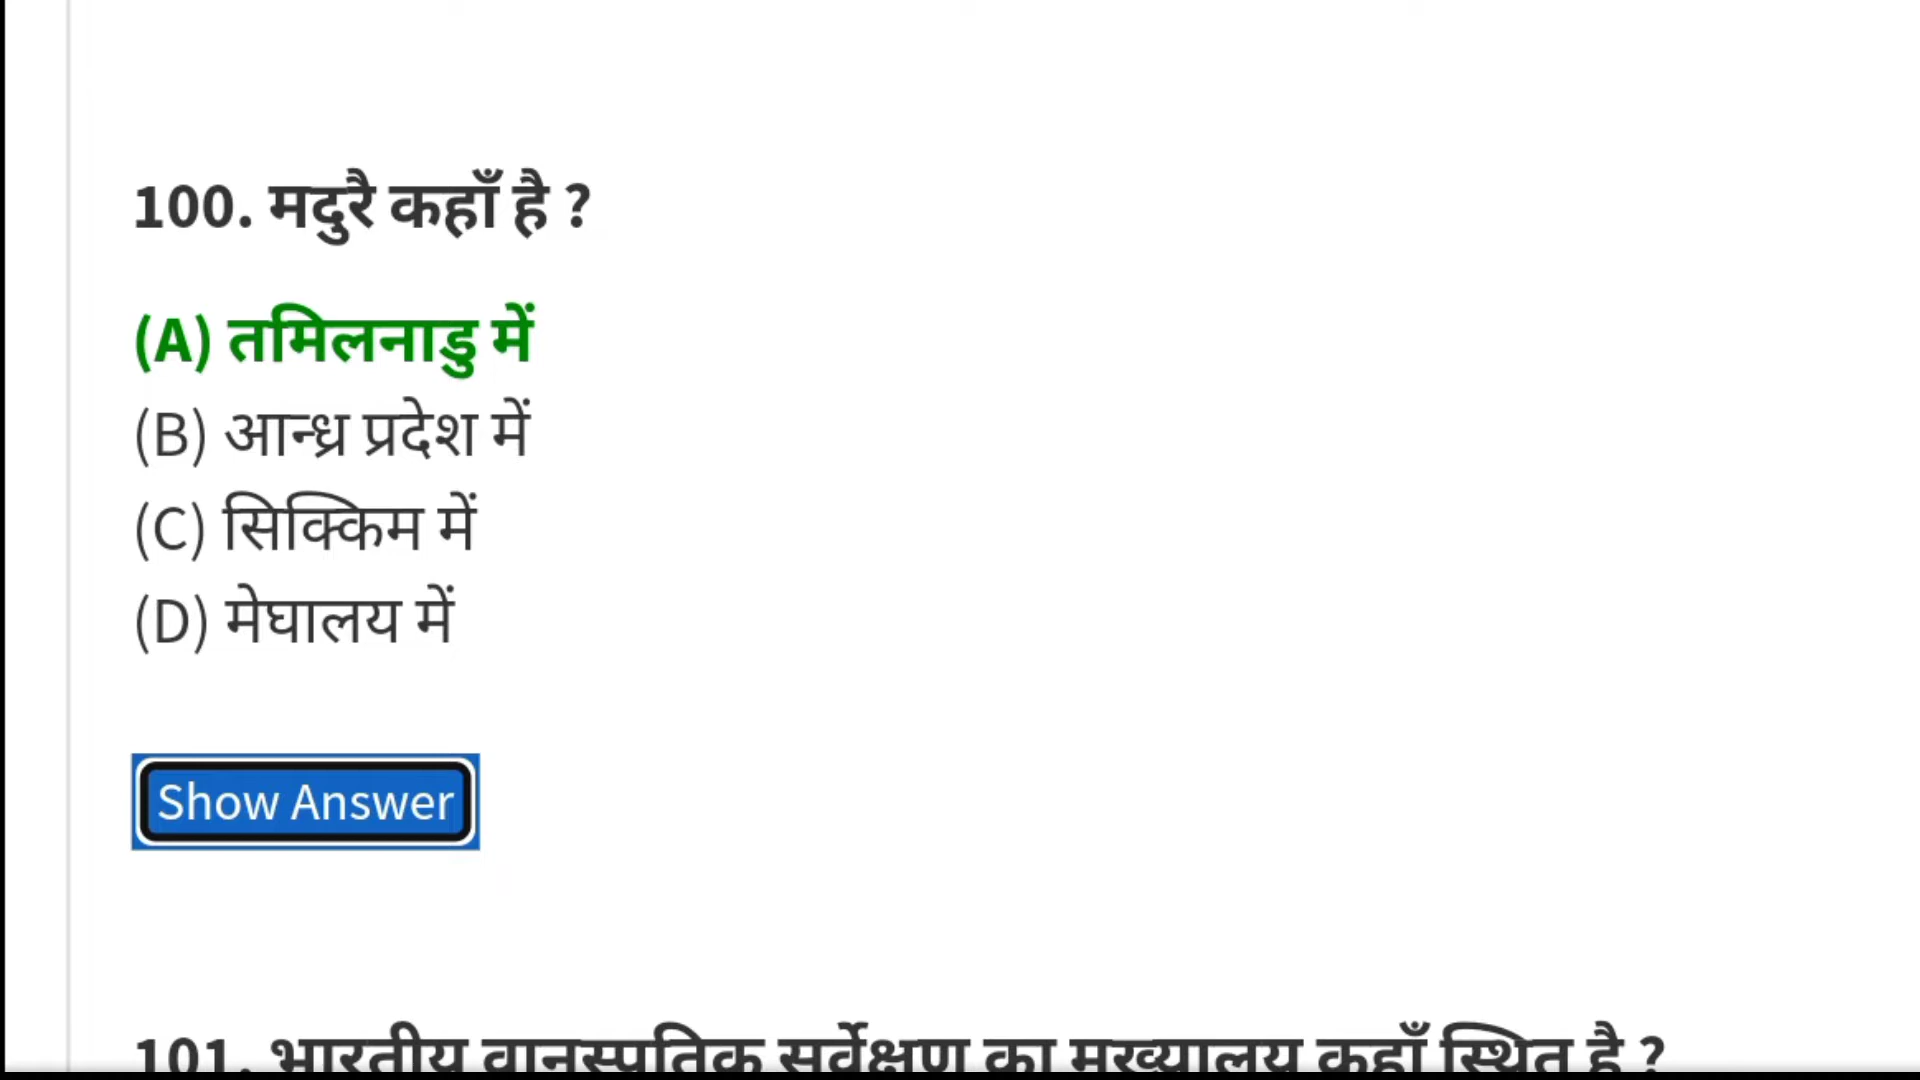 100. मदुरै कहाँ है ?
(A) तमिलनाडु में
(B) आन्ध्र प्रदेश में
(C) सिक्किम में
(D) मेघालय में
Show Answer
101. भारतीय वानस्पतिक सर्वेक्षण का मुख्यालय कहाँ स्थित है ?